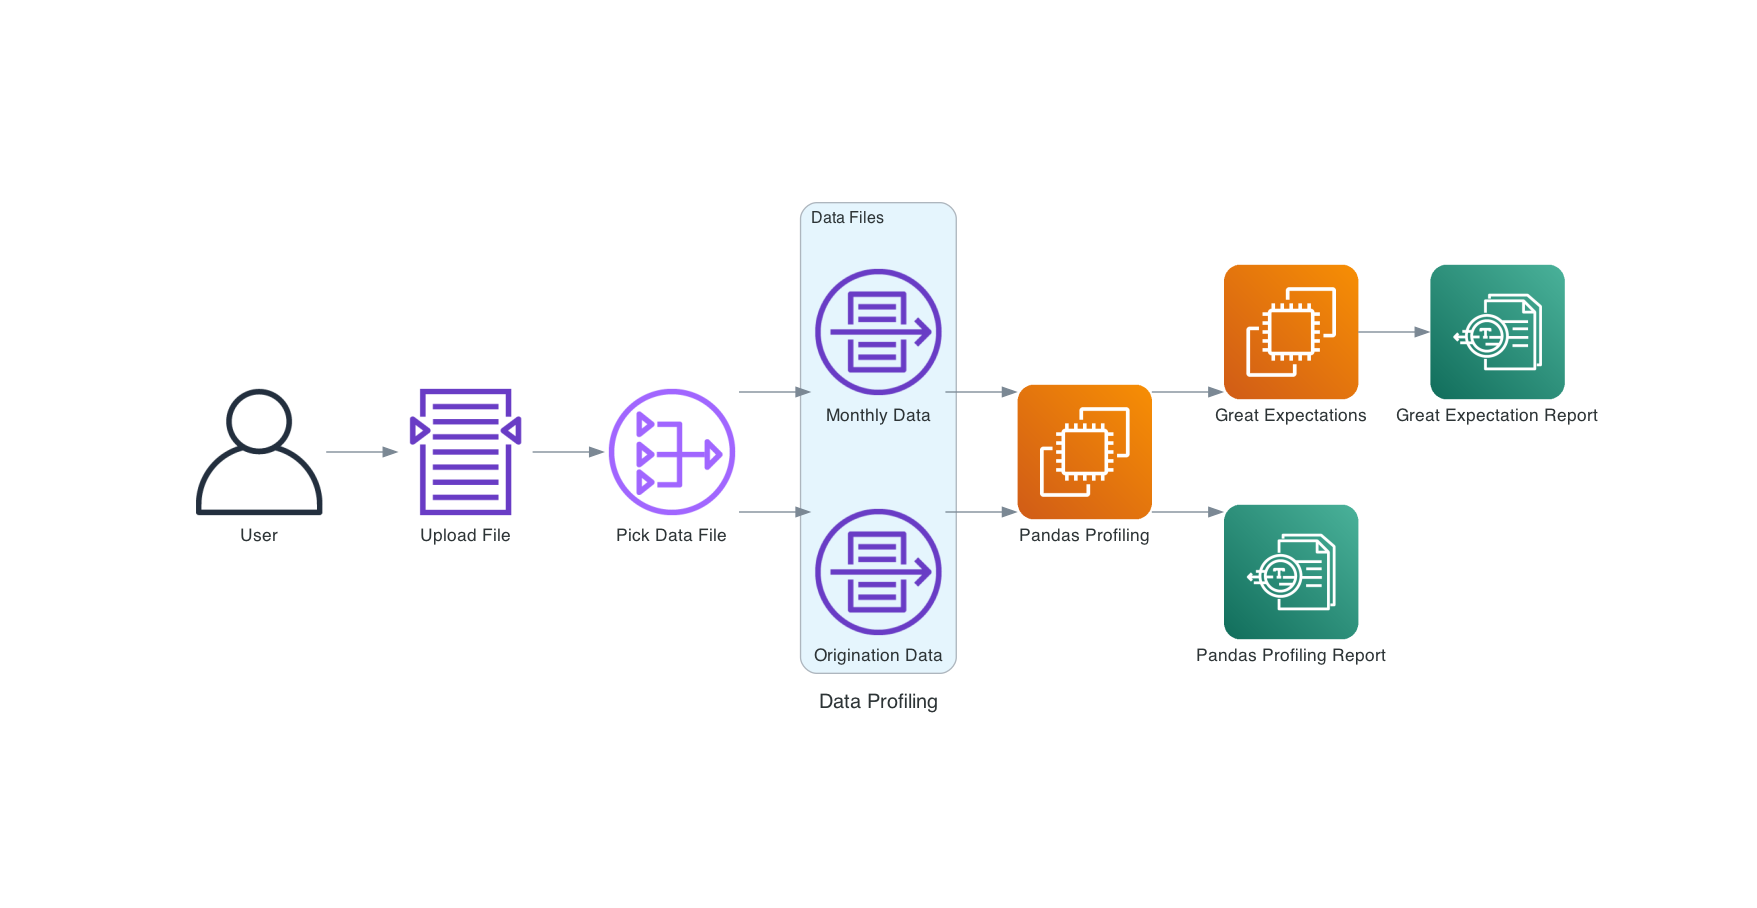 Data Files
Monthly Data
Great Expectations
Great Expectation Report
User
Upload File
Pick Data File
Pandas Profiling
Origination Data
Pandas Profiling Report
Data Profiling